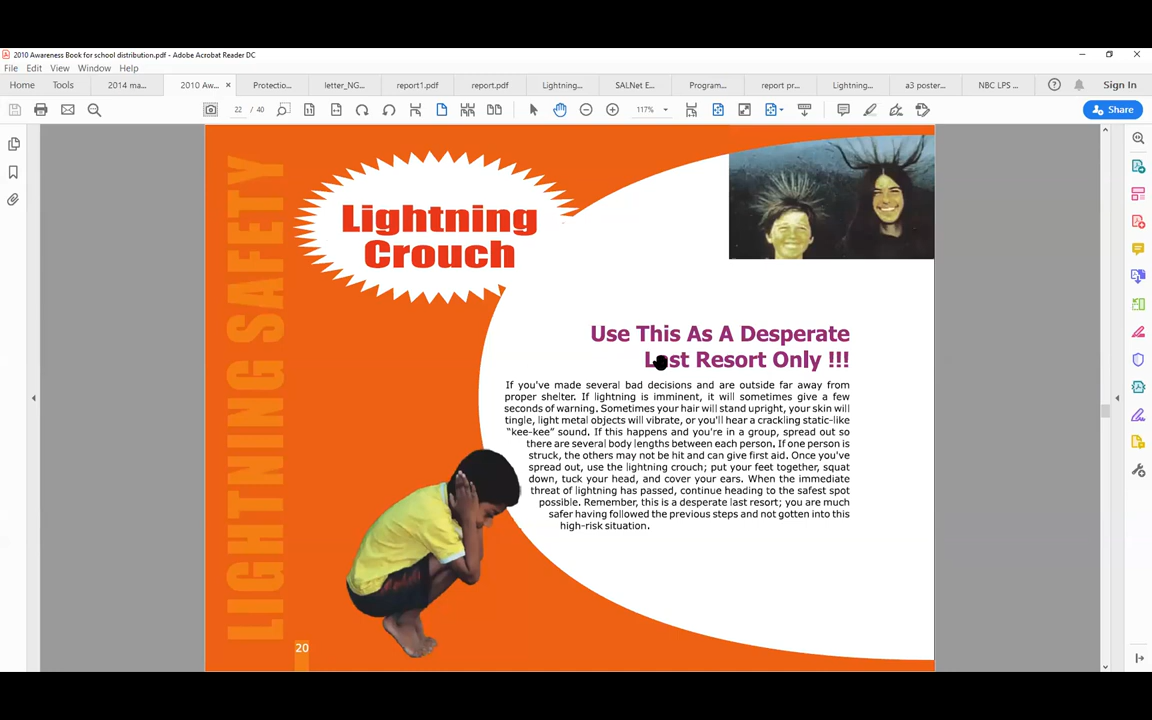 2010 Awareness Book for school distribution.pdf - Adobe Acrobat Reader DC
File Edit View Window Help
Home Tools 2014 ma... 2010 Aw... × Protectio... letter_NG... report1.pdf report.pdf Lightning... SALNet E... Program... report pr... Lightning... a3 poster... NBC LPS ... Sign In
22 / 40 117% Share
LIGHTNING SAFETY
Lightning
Crouch
Use This As A Desperate
Last Resort Only !!!
If you've made several bad decisions and are outside far away from
proper shelter. If lightning is imminent, it will sometimes give a few
seconds of warning. Sometimes your hair will stand upright, your skin will
tingle, light metal objects will vibrate, or you'll hear a crackling static-like
"kee-kee" sound. If this happens and you're in a group, spread out so
there are several body lengths between each person. If one person is
struck, the others may not be hit and can give first aid. Once you've
spread out, use the lightning crouch; put your feet together, squat
down, tuck your head, and cover your ears. When the immediate
threat of lightning has passed, continue heading to the safest spot
possible. Remember, this is a desperate last resort; you are much
safer having followed the previous steps and not gotten into this
high-risk situation.
20